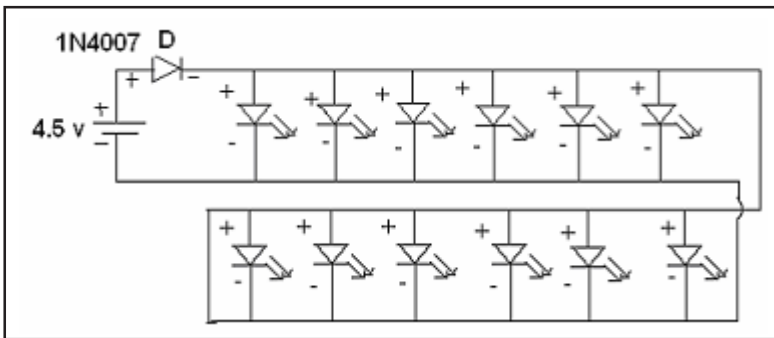 1N4007 D
+ -
+
4.5 v
-
+ + + + + +
- - - - - -
+ + + + + +
- - - - - -